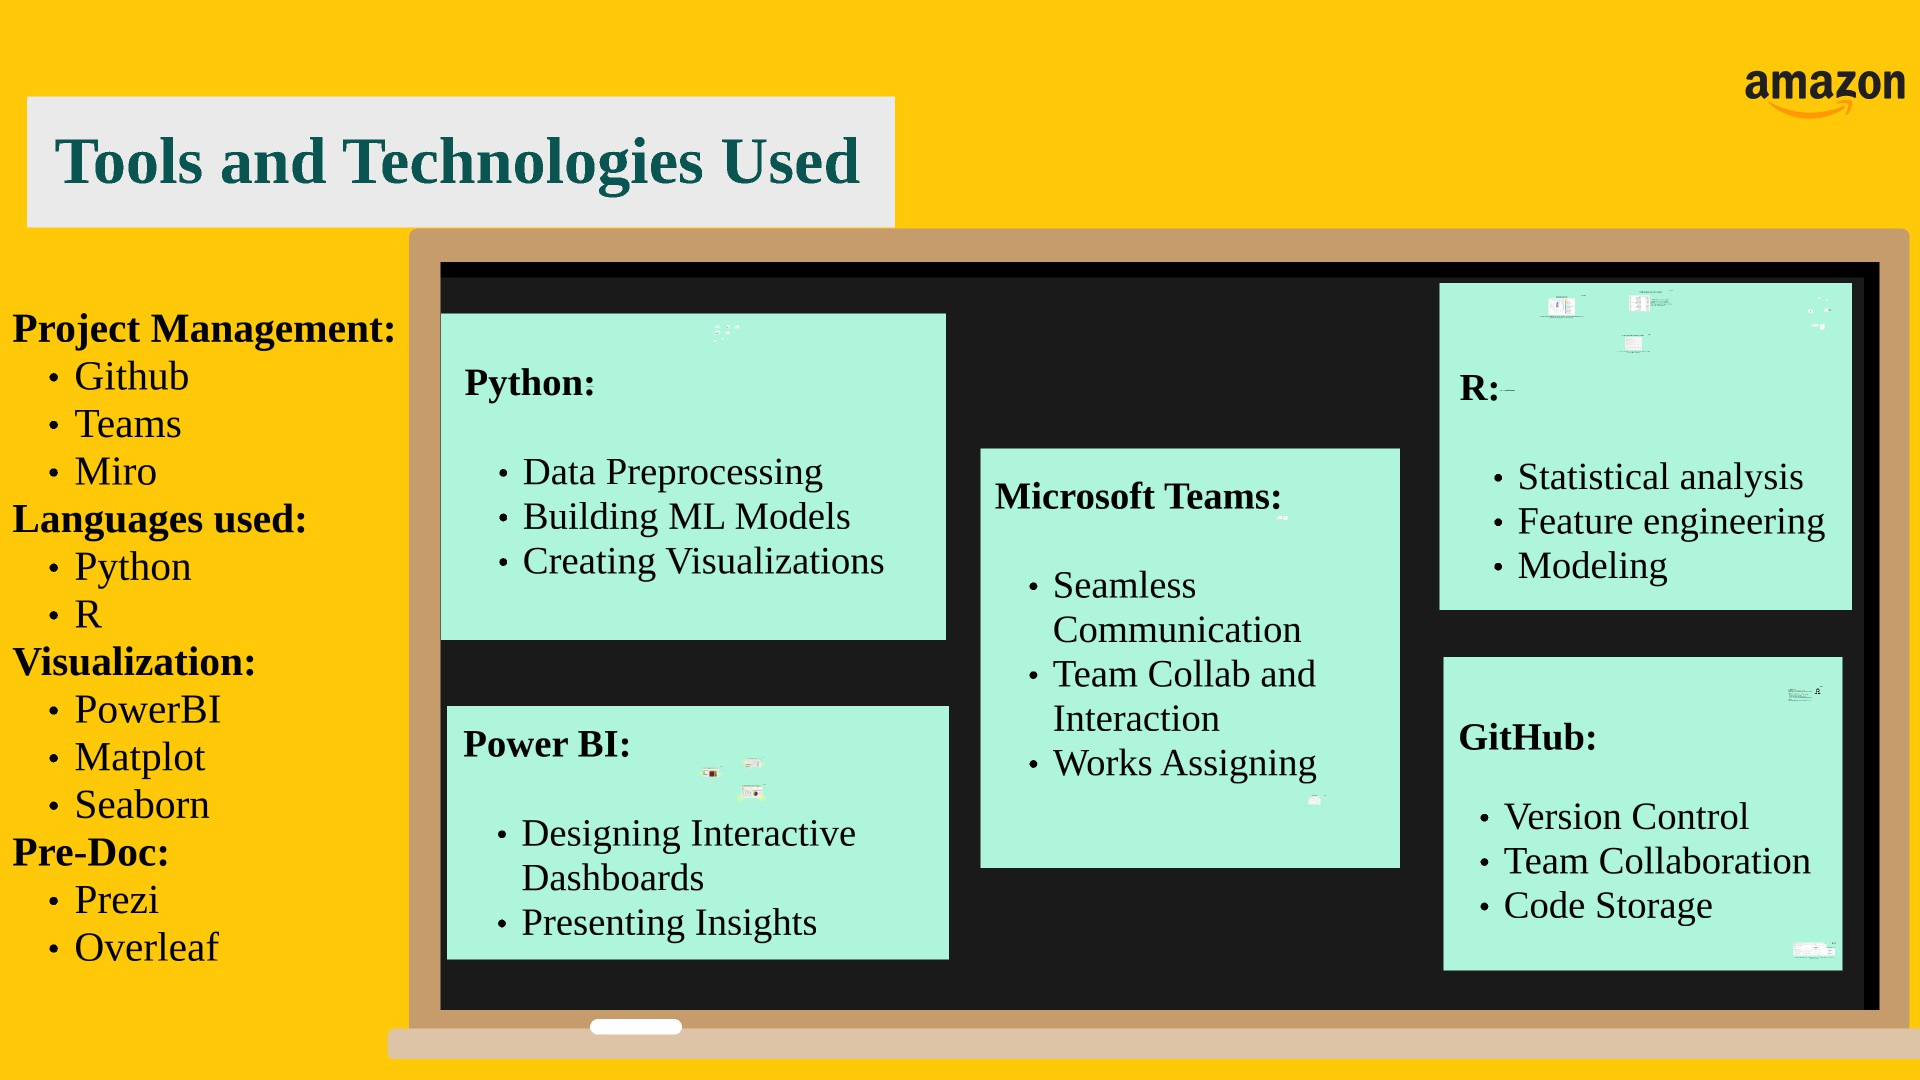 amazon
Tools and Technologies Used
Project Management:
• Github
• Teams
• Miro
Languages used:
• Python
• R
Visualization:
• PowerBI
• Matplot
• Seaborn
Pre-Doc:
• Prezi
• Overleaf
Python:
• Data Preprocessing
• Building ML Models
• Creating Visualizations
Power BI:
• Designing Interactive
Dashboards
• Presenting Insights
Microsoft Teams:
• Seamless
Communication
• Team Collab and
Interaction
• Works Assigning
R:
• Statistical analysis
• Feature engineering
• Modeling
GitHub:
• Version Control
• Team Collaboration
• Code Storage